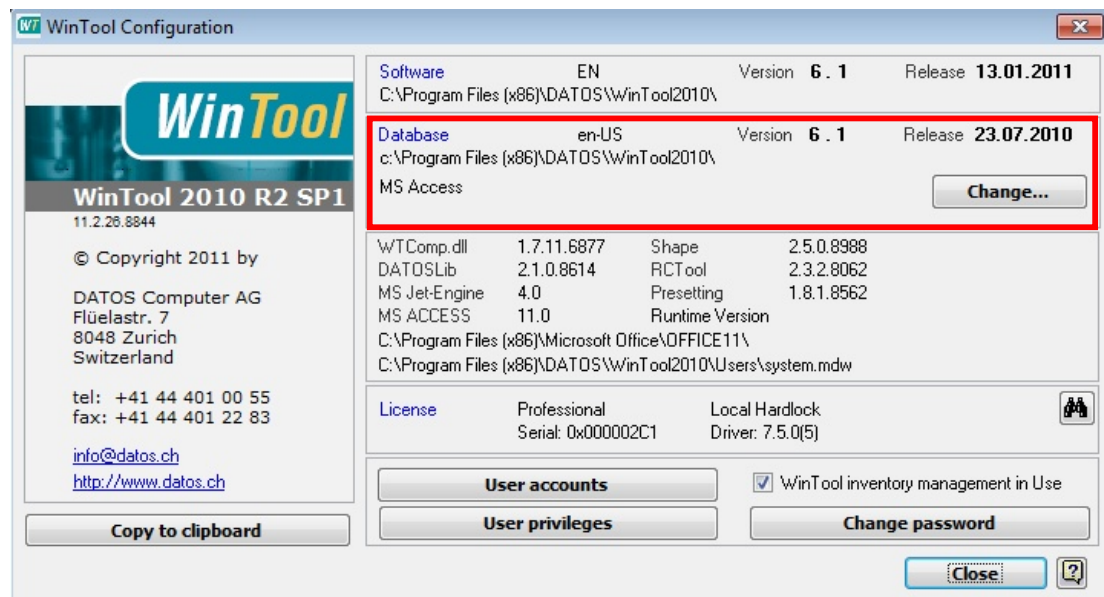 WT WinTool Configuration
WinTool
WinTool 2010 R2 SP1
11.2.26.8844
© Copyright 2011 by
DATOS Computer AG
Flüelastr. 7
8048 Zurich
Switzerland
tel: +41 44 401 00 55
fax: +41 44 401 22 83
info@datos.ch
http://www.datos.ch
Copy to clipboard
Software EN Version 6 . 1 Release 13.01.2011
C:\Program Files (x86)\DATOS\WinTool2010\
Database en-US Version 6 . 1 Release 23.07.2010
c:\Program Files (x86)\DATOS\WinTool2010\
MS Access
Change...
WTComp.dll 1.7.11.6877 Shape 2.5.0.8988
DATOSLib 2.1.0.8614 RCTool 2.3.2.8062
MS Jet-Engine 4.0 Presetting 1.8.1.8562
MS ACCESS 11.0 Runtime Version
C:\Program Files (x86)\Microsoft Office\OFFICE11\
C:\Program Files (x86)\DATOS\WinTool2010\Users\system.mdw
License Professional Local Hardlock
Serial: 0x000002C1 Driver: 7.5.0(5)
User accounts WinTool inventory management in Use
User privileges Change password
Close ?